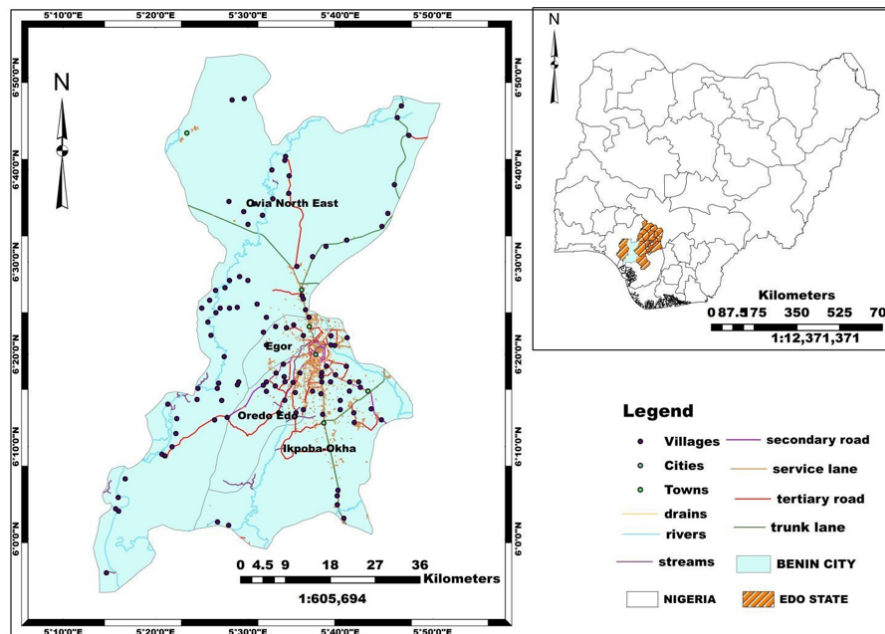 5°10'0"E 5°20'0"E 5°30'0"E 5°40'0"E 5°50'0"E
N
6°50'0"N 6°50'0"N
6°40'0"N 6°40'0"N
6°30'0"N 6°30'0"N
6°20'0"N 6°20'0"N
6°10'0"N 6°10'0"N
6°0'0"N 6°0'0"N
Ovia North East
Egor
Oredo Edo
Ikpoba-Okha
0 4.5 9 18 27 36
Kilometers
1:605,694
5°10'0"E 5°20'0"E 5°30'0"E 5°40'0"E 5°50'0"E
N
Kilometers
0 87.5 175 350 525 70
1:12,371,371
Legend
Villages
Cities
Towns
drains
rivers
streams
NIGERIA
secondary road
service lane
tertiary road
trunk lane
BENIN CITY
EDO STATE